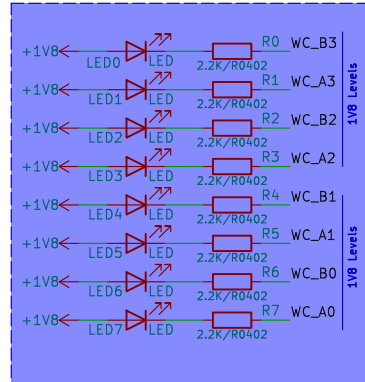 +1V8 LED0 LED R0 2.2K/R0402 WC_B3
+1V8 LED1 LED R1 2.2K/R0402 WC_A3
+1V8 LED2 LED R2 2.2K/R0402 WC_B2
+1V8 LED3 LED R3 2.2K/R0402 WC_A2
1V8 Levels
+1V8 LED4 LED R4 2.2K/R0402 WC_B1
+1V8 LED5 LED R5 2.2K/R0402 WC_A1
+1V8 LED6 LED R6 2.2K/R0402 WC_B0
+1V8 LED7 LED R7 2.2K/R0402 WC_A0
1V8 Levels